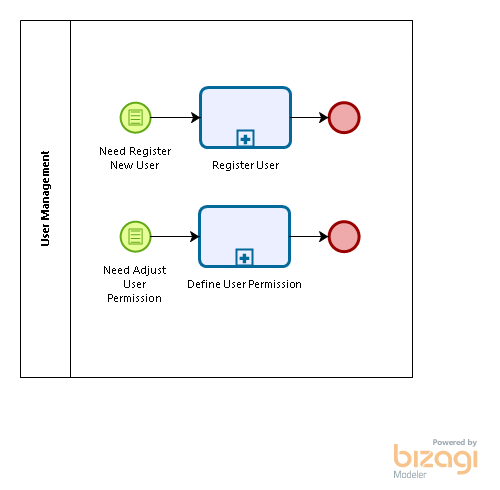 User Management
Need Register
New User
Register User
Need Adjust
User
Permission
Define User Permission
Powered by
bizagi
Modeler